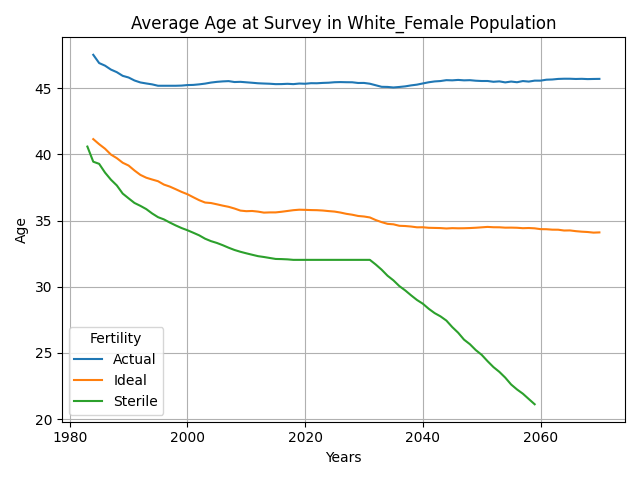 Average Age at Survey in White_Female Population
Age
45
40
35
30
25
20
Fertility
Actual
Ideal
Sterile
1980
2000
2020
2040
2060
Years